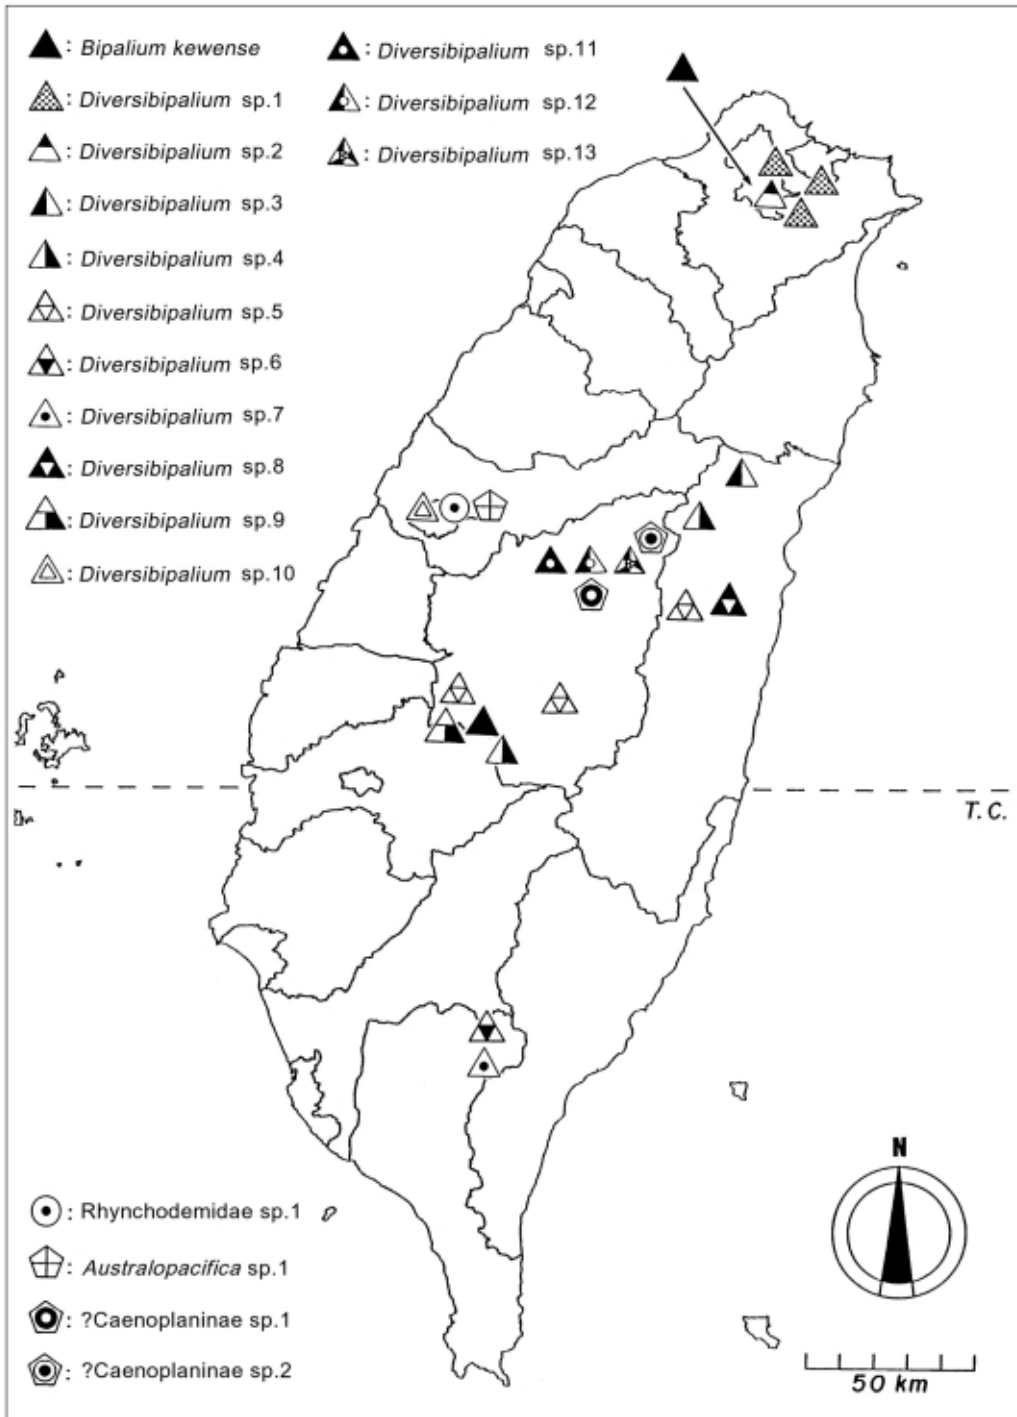 : Bipalium kewense
: Diversibipalium sp.1
: Diversibipalium sp.2
: Diversibipalium sp.3
: Diversibipalium sp.4
: Diversibipalium sp.5
: Diversibipalium sp.6
: Diversibipalium sp.7
: Diversibipalium sp.8
: Diversibipalium sp.9
: Diversibipalium sp.10
: Diversibipalium sp.11
: Diversibipalium sp.12
: Diversibipalium sp.13
T.C.
: Rhynchodemidae sp.1
: Australopacifica sp.1
: ?Caenoplaninae sp.1
: ?Caenoplaninae sp.2
N
50 km